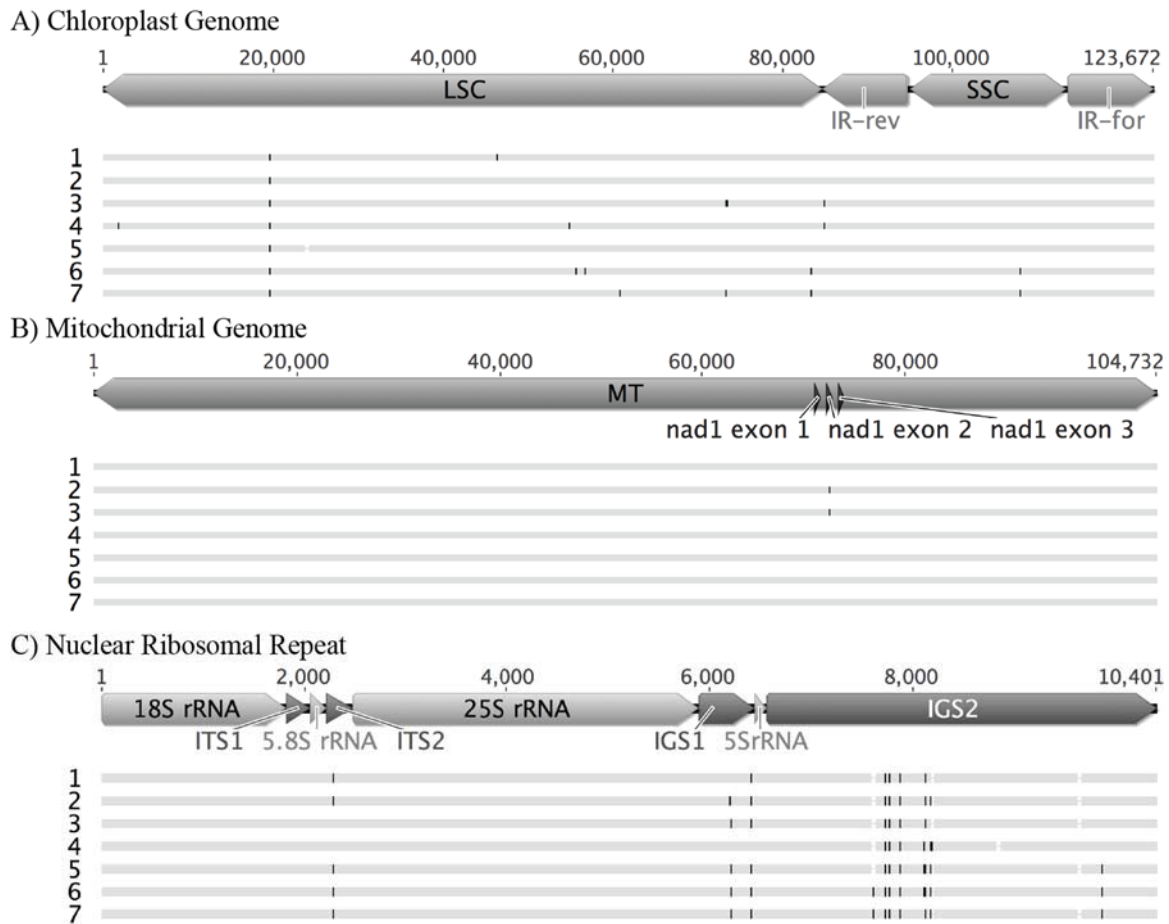 A) Chloroplast Genome
1 20,000 40,000 60,000 80,000 100,000 123,672
LSC SSC
IR-rev IR-for
1
2
3
4
5
6
7
B) Mitochondrial Genome
1 20,000 40,000 60,000 80,000 104,732
MT
nad1 exon 1 nad1 exon 2 nad1 exon 3
1
2
3
4
5
6
7
C) Nuclear Ribosomal Repeat
1 2,000 4,000 6,000 8,000 10,401
18S rRNA 25S rRNA IGS2
ITS1 5.8S rRNA ITS2 IGS1 5SrRNA
1
2
3
4
5
6
7